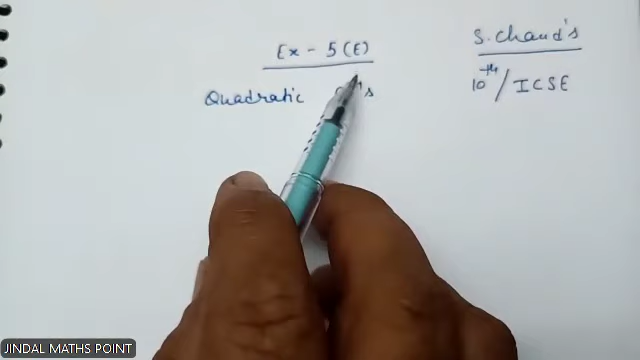 Ex - 5 (E)
Quadratic
S. Chand's
10th / ICSE
JINDAL MATHS POINT